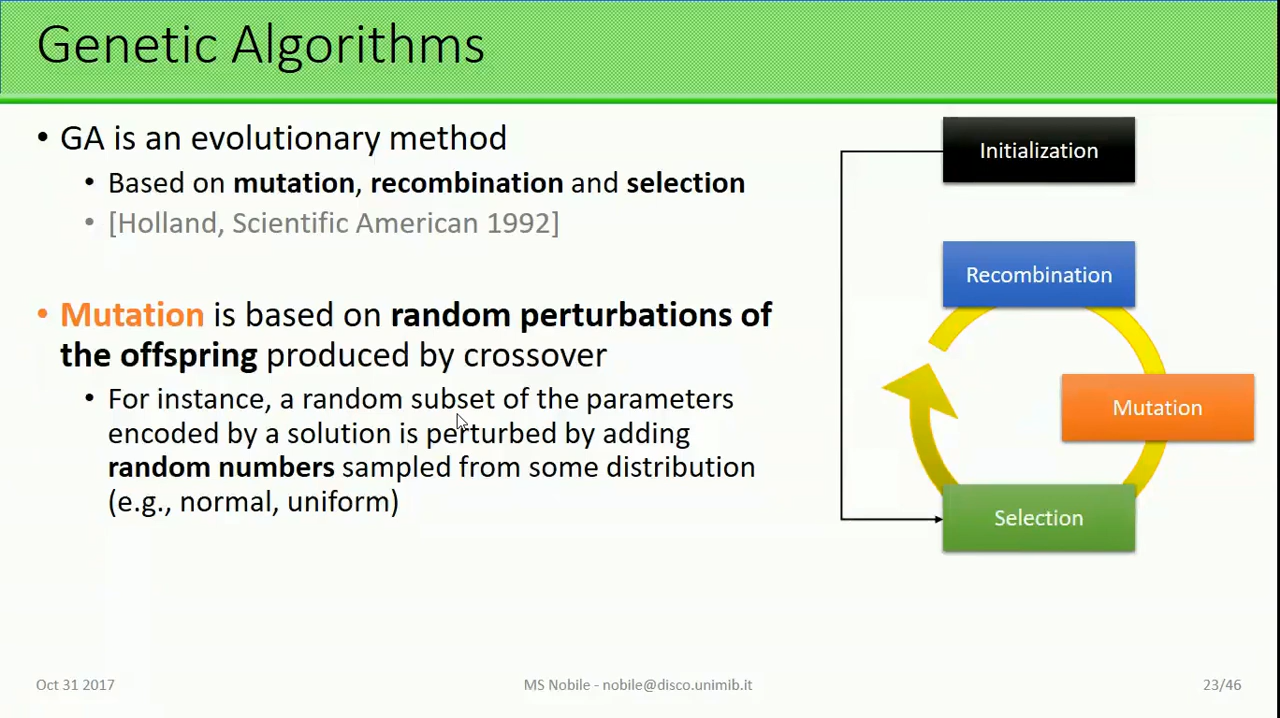 Genetic Algorithms
• GA is an evolutionary method
• Based on mutation, recombination and selection
• [Holland, Scientific American 1992]
• Mutation is based on random perturbations of
the offspring produced by crossover
• For instance, a random subset of the parameters
encoded by a solution is perturbed by adding
random numbers sampled from some distribution
(e.g., normal, uniform)
Initialization
Recombination
Mutation
Selection
Oct 31 2017
MS Nobile - nobile@disco.unimib.it
23/46